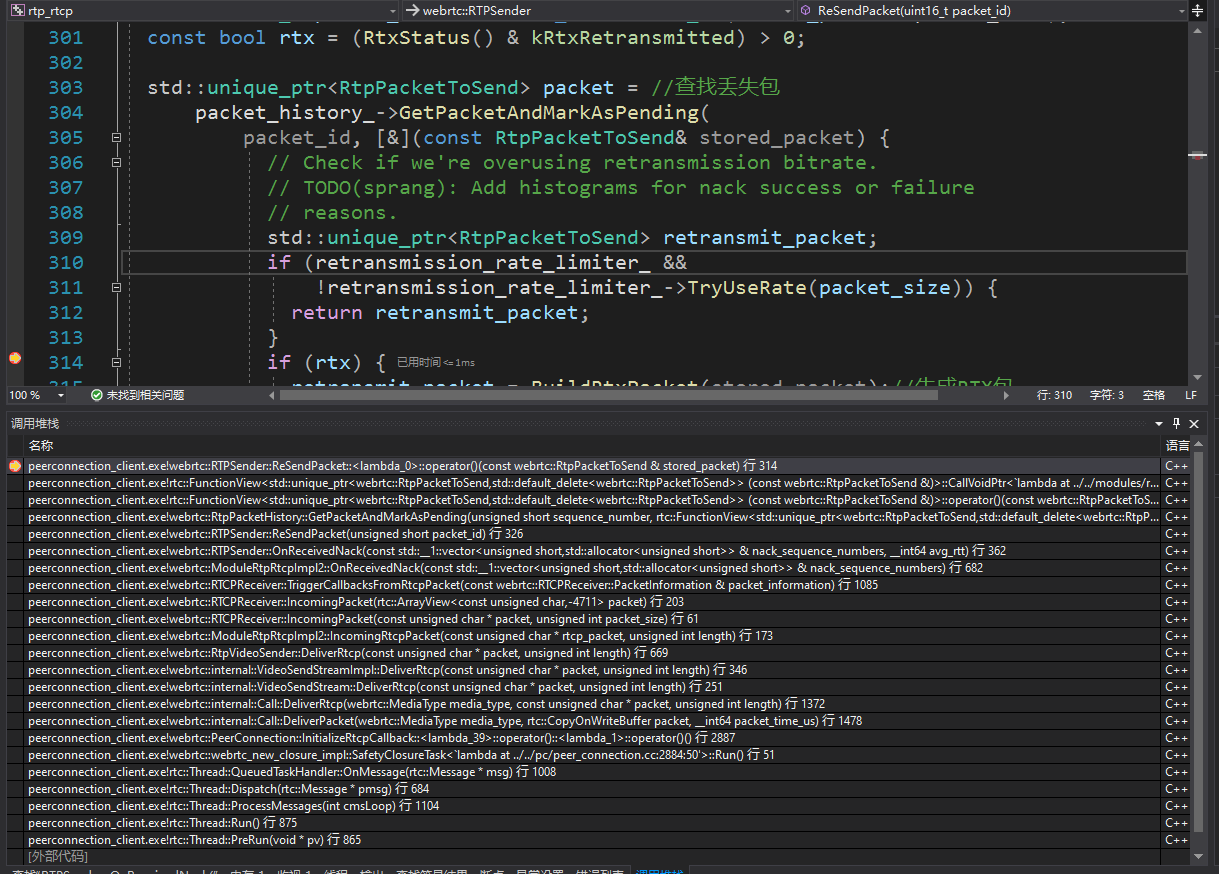 rtp_rtcp webrtc::RTPSender ReSendPacket(uint16_t packet_id)
301 const bool rtx = (RtxStatus() & kRtxRetransmitted) > 0;
302
303 std::unique_ptr<RtpPacketToSend> packet = //查找丢失包
304 packet_history_->GetPacketAndMarkAsPending(
305 packet_id, [&](const RtpPacketToSend& stored_packet) {
306 // Check if we're overusing retransmission bitrate.
307 // TODO(sprang): Add histograms for nack success or failure
308 // reasons.
309 std::unique_ptr<RtpPacketToSend> retransmit_packet;
310 if (retransmission_rate_limiter_ &&
311 !retransmission_rate_limiter_->TryUseRate(packet_size)) {
312 return retransmit_packet;
313 }
314 if (rtx) { 已用时间<=1ms
315 retransmit_packet = BuildRtxPacket(stored_packet);//生成RTX包
100 % 未找到相关问题 行: 310 字符: 3 空格 LF
调用堆栈
名称 语言
peerconnection_client.exe!webrtc::RTPSender::ReSendPacket::<lambda_0>::operator()(const webrtc::RtpPacketToSend & stored_packet) 行 314 C++
peerconnection_client.exe!rtc::FunctionView<std::unique_ptr<webrtc::RtpPacketToSend,std::default_delete<webrtc::RtpPacketToSend>> (const webrtc::RtpPacketToSend &)>::CallVoidPtr<`lambda at ../../modules/r... C++
peerconnection_client.exe!rtc::FunctionView<std::unique_ptr<webrtc::RtpPacketToSend,std::default_delete<webrtc::RtpPacketToSend>> (const webrtc::RtpPacketToSend &)>::operator()(const webrtc::RtpPacketToS... C++
peerconnection_client.exe!webrtc::RtpPacketHistory::GetPacketAndMarkAsPending(unsigned short sequence_number, rtc::FunctionView<std::unique_ptr<webrtc::RtpPacketToSend,std::default_delete<webrtc::RtpP... C++
peerconnection_client.exe!webrtc::RTPSender::ReSendPacket(unsigned short packet_id) 行 326 C++
peerconnection_client.exe!webrtc::RTPSender::OnReceivedNack(const std::__1::vector<unsigned short,std::allocator<unsigned short>> & nack_sequence_numbers, __int64 avg_rtt) 行 362 C++
peerconnection_client.exe!webrtc::ModuleRtpRtcpImpl2::OnReceivedNack(const std::__1::vector<unsigned short,std::allocator<unsigned short>> & nack_sequence_numbers) 行 682 C++
peerconnection_client.exe!webrtc::RTCPReceiver::TriggerCallbacksFromRtcpPacket(const webrtc::RTCPReceiver::PacketInformation & packet_information) 行 1085 C++
peerconnection_client.exe!webrtc::RTCPReceiver::IncomingPacket(rtc::ArrayView<const unsigned char,-4711> packet) 行 203 C++
peerconnection_client.exe!webrtc::RTCPReceiver::IncomingPacket(const unsigned char * packet, unsigned int packet_size) 行 61 C++
peerconnection_client.exe!webrtc::ModuleRtpRtcpImpl2::IncomingRtcpPacket(const unsigned char * rtcp_packet, unsigned int length) 行 173 C++
peerconnection_client.exe!webrtc::RtpVideoSender::DeliverRtcp(const unsigned char * packet, unsigned int length) 行 669 C++
peerconnection_client.exe!webrtc::internal::VideoSendStreamImpl::DeliverRtcp(const unsigned char * packet, unsigned int length) 行 346 C++
peerconnection_client.exe!webrtc::internal::VideoSendStream::DeliverRtcp(const unsigned char * packet, unsigned int length) 行 251 C++
peerconnection_client.exe!webrtc::internal::Call::DeliverRtcp(webrtc::MediaType media_type, const unsigned char * packet, unsigned int length) 行 1372 C++
peerconnection_client.exe!webrtc::internal::Call::DeliverPacket(webrtc::MediaType media_type, rtc::CopyOnWriteBuffer packet, __int64 packet_time_us) 行 1478 C++
peerconnection_client.exe!webrtc::PeerConnection::InitializeRtcpCallback::<lambda_39>::operator()::<lambda_1>::operator()() 行 2887 C++
peerconnection_client.exe!webrtc::webrtc_new_closure_impl::SafetyClosureTask<`lambda at ../../pc/peer_connection.cc:2884:50'>::Run() 行 51 C++
peerconnection_client.exe!rtc::Thread::QueuedTaskHandler::OnMessage(rtc::Message * msg) 行 1008 C++
peerconnection_client.exe!rtc::Thread::Dispatch(rtc::Message * pmsg) 行 684 C++
peerconnection_client.exe!rtc::Thread::ProcessMessages(int cmsLoop) 行 1104 C++
peerconnection_client.exe!rtc::Thread::Run() 行 875 C++
peerconnection_client.exe!rtc::Thread::PreRun(void * pv) 行 865 C++
[外部代码]